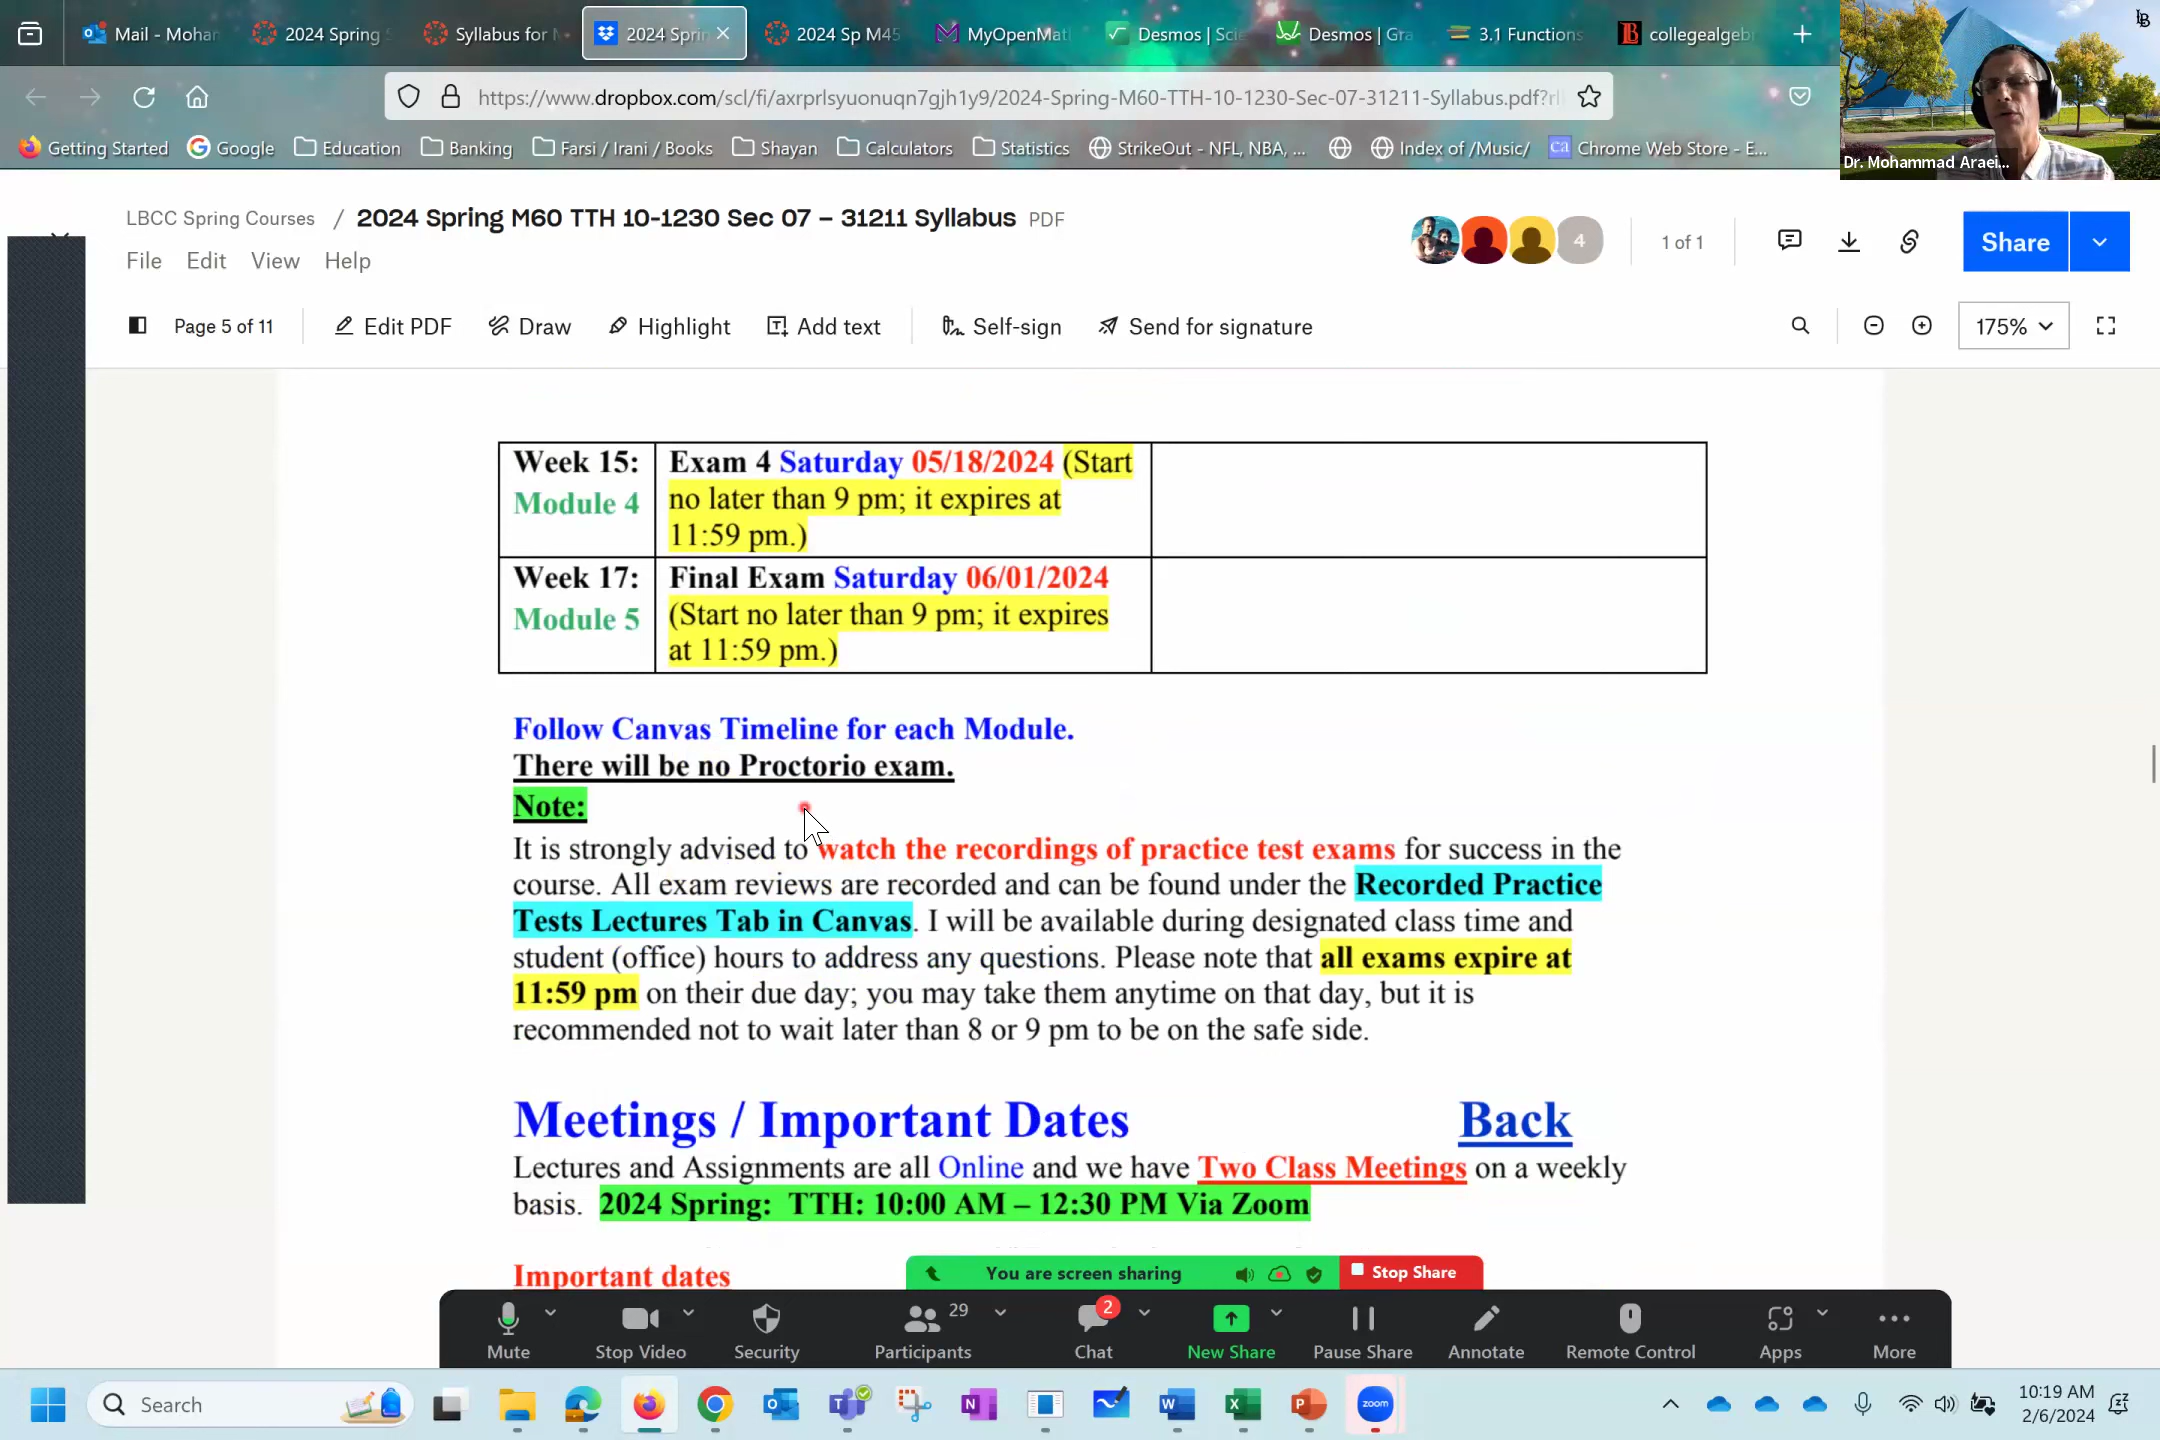 Mail - Mohar
2024 Spring S
Syllabus for M
2024 Sprin
2024 Sp M45
MyOpenMat
Desmos | Scie
Desmos | Gra
3.1 Functions
collegealgeb
https://www.dropbox.com/scl/fi/axrprlsyuonuqn7gjh1y9/2024-Spring-M60-TTH-10-1230-Sec-07-31211-Syllabus.pdf?rl
Getting Started
Google
Education
Banking
Farsi / Irani / Books
Shayan
Calculators
Statistics
StrikeOut - NFL, NBA, ...
Index of /Music/
ca
Chrome Web Store - E...
LB
Dr. Mohammad Araei...
LBCC Spring Courses / 2024 Spring M60 TTH 10-1230 Sec 07 – 31211 Syllabus PDF
4
1 of 1
Share
File Edit View Help
Page 5 of 11
Edit PDF
Draw
Highlight
Add text
Self-sign
Send for signature
175%
Week 15:
Module 4
Exam 4 Saturday 05/18/2024 (Start
no later than 9 pm; it expires at
11:59 pm.)
Week 17:
Module 5
Final Exam Saturday 06/01/2024
(Start no later than 9 pm; it expires
at 11:59 pm.)
Follow Canvas Timeline for each Module.
There will be no Proctorio exam.
Note:
It is strongly advised to watch the recordings of practice test exams for success in the
course. All exam reviews are recorded and can be found under the Recorded Practice
Tests Lectures Tab in Canvas. I will be available during designated class time and
student (office) hours to address any questions. Please note that all exams expire at
11:59 pm on their due day; you may take them anytime on that day, but it is
recommended not to wait later than 8 or 9 pm to be on the safe side.
Meetings / Important Dates Back
Lectures and Assignments are all Online and we have Two Class Meetings on a weekly
basis. 2024 Spring: TTH: 10:00 AM – 12:30 PM Via Zoom
Important dates
You are screen sharing
Stop Share
29
2
Mute
Stop Video
Security
Participants
Chat
New Share
Pause Share
Annotate
Remote Control
Apps
More
Search
zoom
10:19 AM
2/6/2024